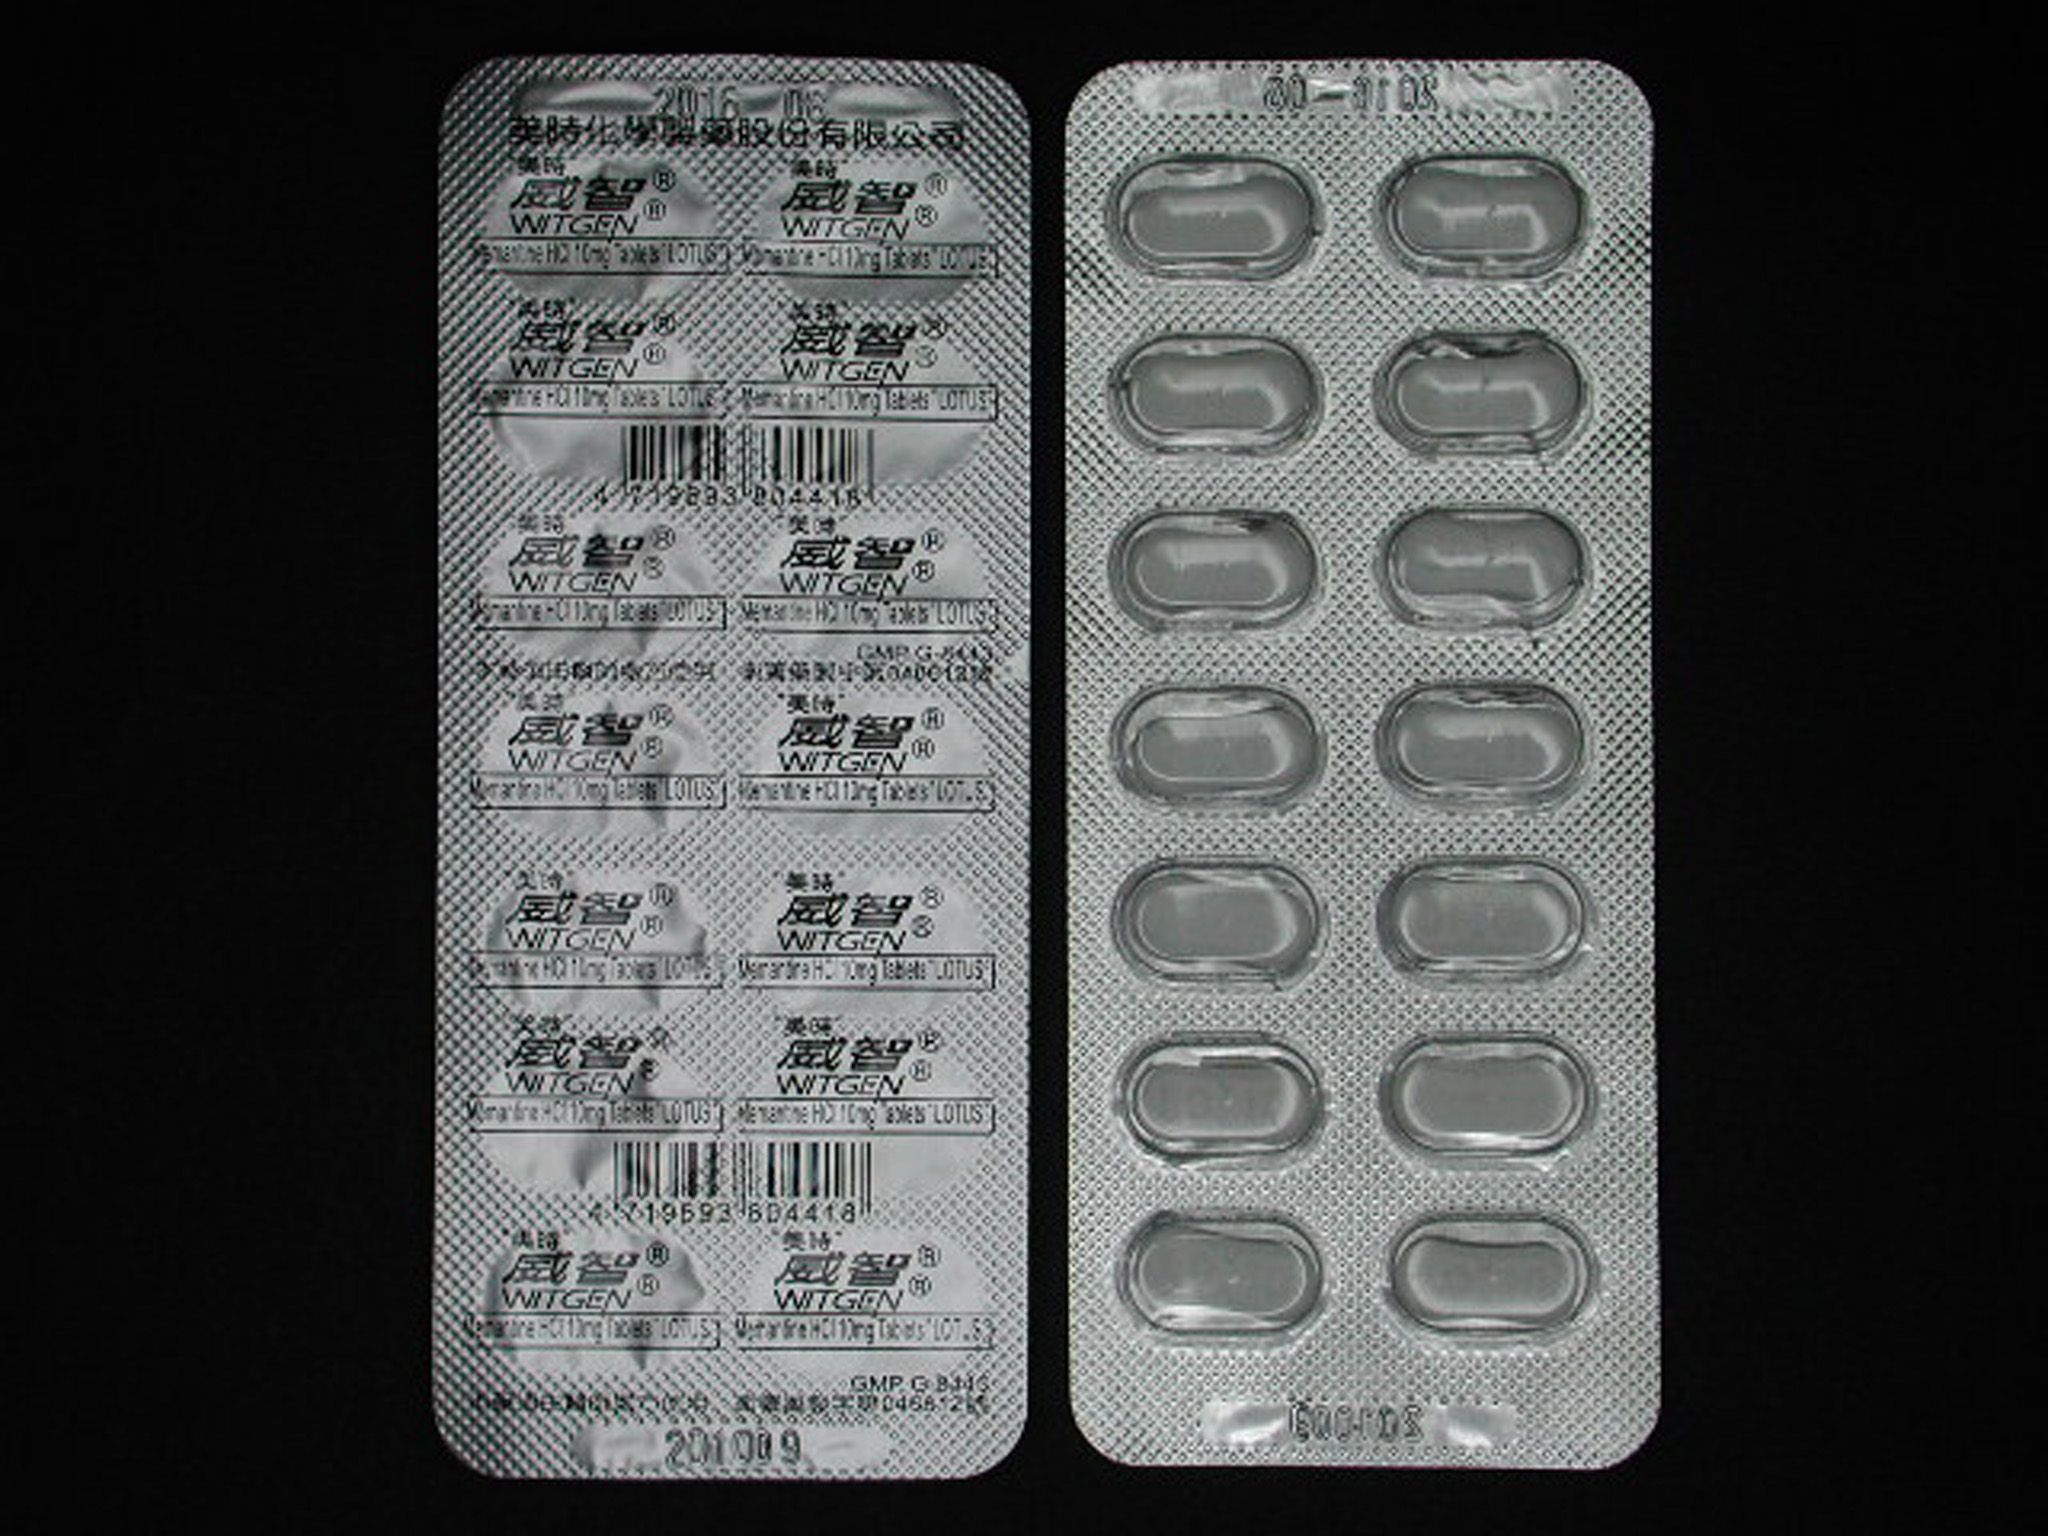 美時化學製藥股份有限公司
"美時" "美時"
威智® 威智®
WITGEN® WITGEN®
Memantine HCl 10mg Tablets "LOTUS" Memantine HCl 10mg Tablets "LOTUS"
"美時" "美時"
威智® 威智®
WITGEN® WITGEN®
Memantine HCl 10mg Tablets "LOTUS" Memantine HCl 10mg Tablets "LOTUS"
4 719693 804418
"美時" "美時"
威智® 威智®
WITGEN® WITGEN®
Memantine HCl 10mg Tablets "LOTUS" Memantine HCl 10mg Tablets "LOTUS"
GMP G-8443
"美時" "美時"
威智® 威智®
WITGEN® WITGEN®
Memantine HCl 10mg Tablets "LOTUS" Memantine HCl 10mg Tablets "LOTUS"
"美時" "美時"
威智® 威智®
WITGEN® WITGEN®
Memantine HCl 10mg Tablets "LOTUS" Memantine HCl 10mg Tablets "LOTUS"
"美時" "美時"
威智® 威智®
WITGEN® WITGEN®
Memantine HCl 10mg Tablets "LOTUS" Memantine HCl 10mg Tablets "LOTUS"
4 719693 804418
"美時" "美時"
威智® 威智®
WITGEN® WITGEN®
Memantine HCl 10mg Tablets "LOTUS" Memantine HCl 10mg Tablets "LOTUS"
GMP G-8443